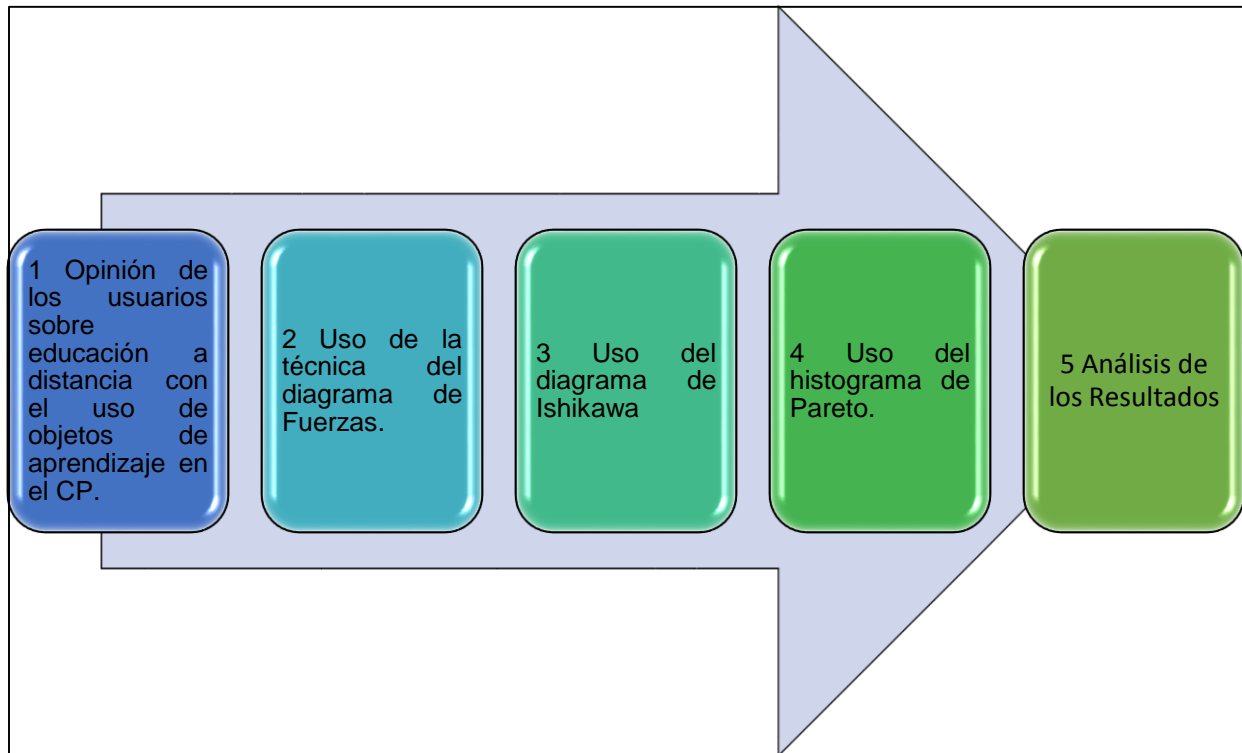 1 Opinión de
los usuarios
sobre
educación a
distancia con
el uso de
objetos de
aprendizaje en
el CP.
2 Uso de la
técnica del
diagrama de
Fuerzas.
3 Uso del
diagrama de
Ishikawa
4 Uso del
histograma de
Pareto.
5 Análisis de
los Resultados